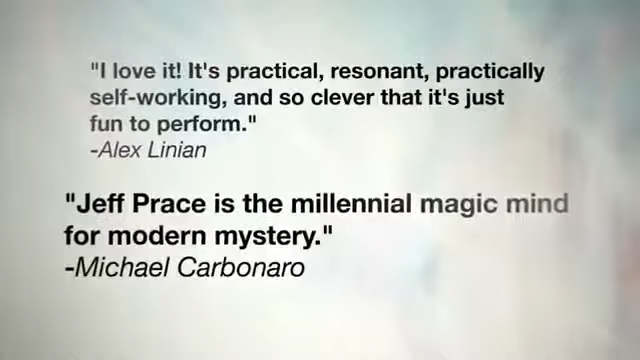 "I love it! It's practical, resonant, practically
self-working, and so clever that it's just
fun to perform."
-Alex Linian
"Jeff Prace is the millennial magic mind
for modern mystery."
-Michael Carbonaro